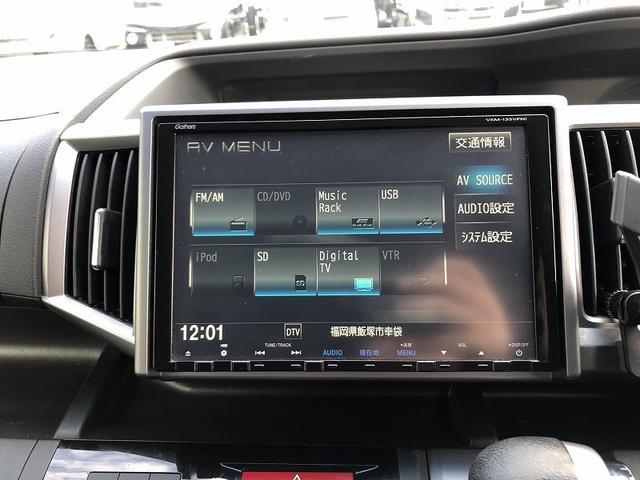 Gathers
VXM-135VFNi
AV MENU
交通情報
AV SOURCE
FM/AM
CD/DVD
Music Rack
USB
AUDIO設定
システム設定
iPod
SD
Digital TV
VTR
12:01
DTV
福岡県飯塚市幸袋
TUNE/TRACK
AUDIO
現在地
MENU
VOL
DISP OFF